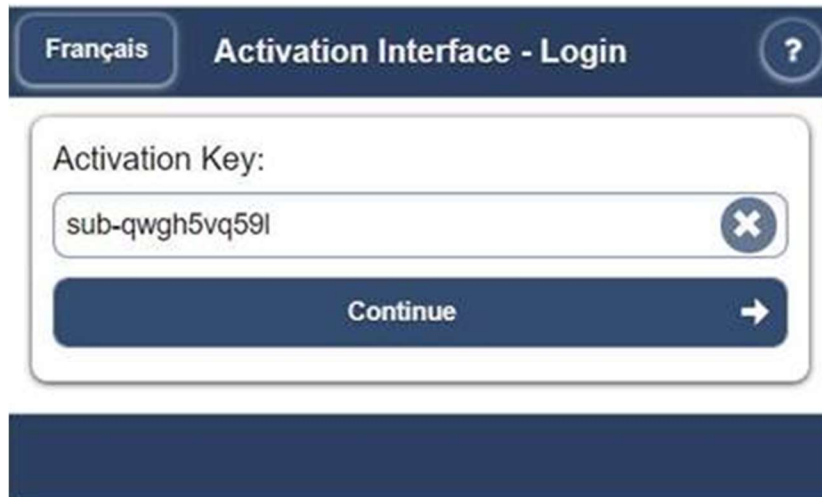 Français
Activation Interface - Login
?
Activation Key:
sub-qwgh5vq59l
Continue